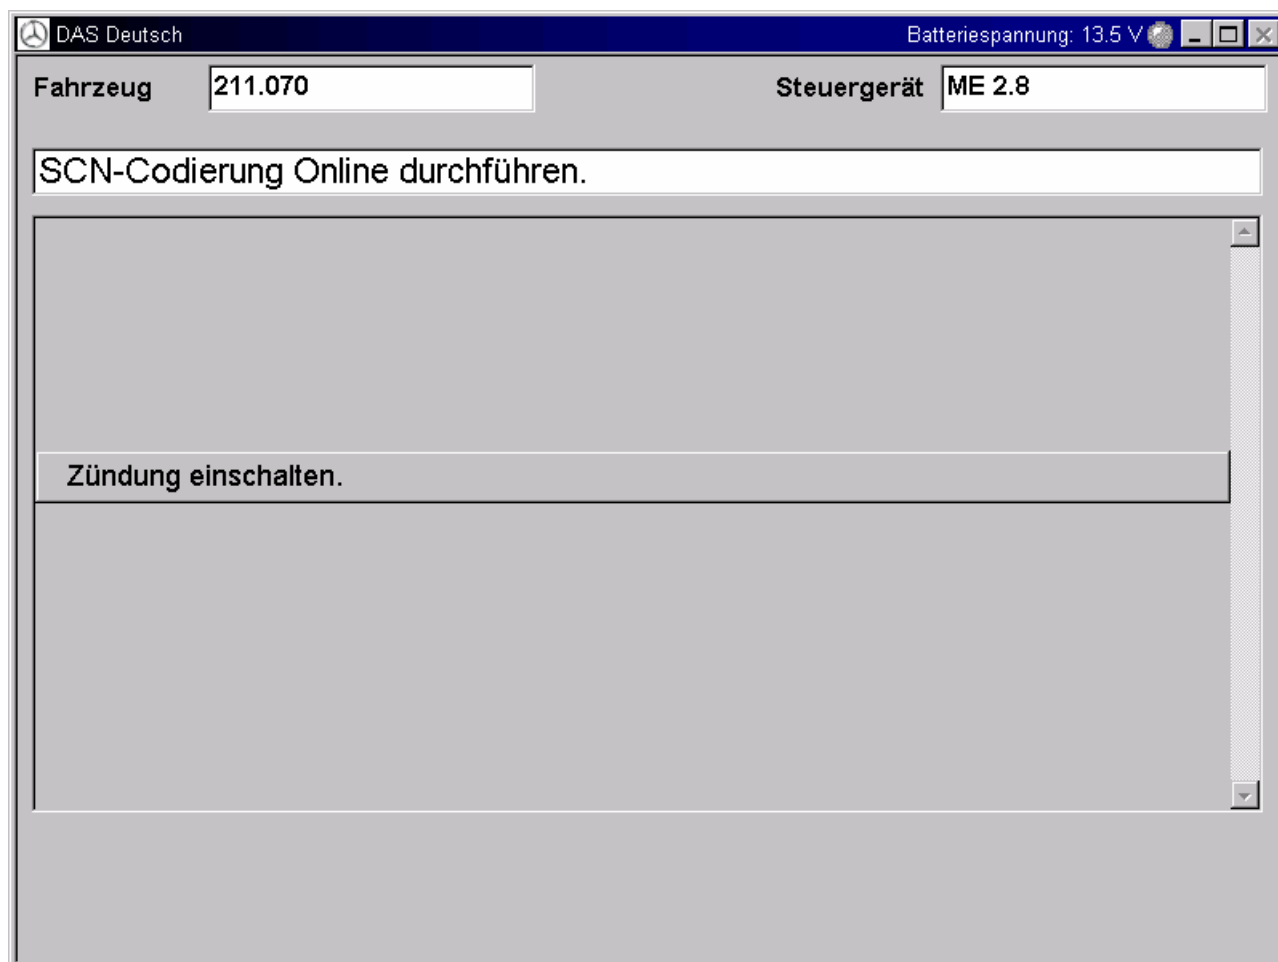 DAS Deutsch Batteriespannung: 13.5 V
Fahrzeug 211.070 Steuergerät ME 2.8
SCN-Codierung Online durchführen.
Zündung einschalten.